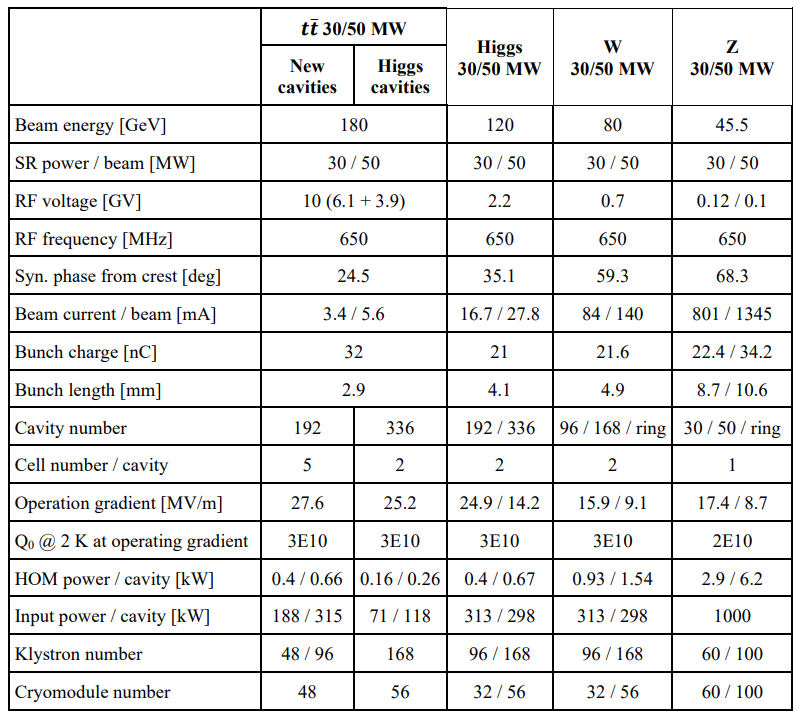 tt̄ 30/50 MW
New cavities
Higgs cavities
Higgs 30/50 MW
W 30/50 MW
Z 30/50 MW
Beam energy [GeV] 180 120 80 45.5
SR power / beam [MW] 30 / 50 30 / 50 30 / 50 30 / 50
RF voltage [GV] 10 (6.1 + 3.9) 2.2 0.7 0.12 / 0.1
RF frequency [MHz] 650 650 650 650
Syn. phase from crest [deg] 24.5 35.1 59.3 68.3
Beam current / beam [mA] 3.4 / 5.6 16.7 / 27.8 84 / 140 801 / 1345
Bunch charge [nC] 32 21 21.6 22.4 / 34.2
Bunch length [mm] 2.9 4.1 4.9 8.7 / 10.6
Cavity number 192 336 192 / 336 96 / 168 / ring 30 / 50 / ring
Cell number / cavity 5 2 2 2 1
Operation gradient [MV/m] 27.6 25.2 24.9 / 14.2 15.9 / 9.1 17.4 / 8.7
Q₀ @ 2 K at operating gradient 3E10 3E10 3E10 3E10 2E10
HOM power / cavity [kW] 0.4 / 0.66 0.16 / 0.26 0.4 / 0.67 0.93 / 1.54 2.9 / 6.2
Input power / cavity [kW] 188 / 315 71 / 118 313 / 298 313 / 298 1000
Klystron number 48 / 96 168 96 / 168 96 / 168 60 / 100
Cryomodule number 48 56 32 / 56 32 / 56 60 / 100